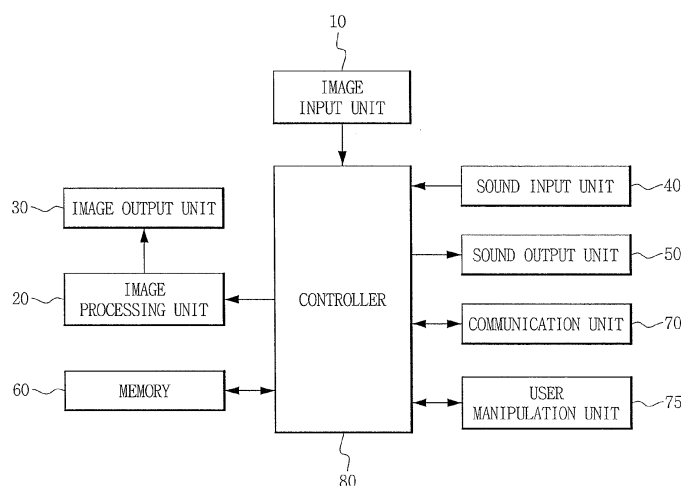 10
IMAGE
INPUT UNIT
30
IMAGE OUTPUT UNIT
SOUND INPUT UNIT
40
SOUND OUTPUT UNIT
50
20
IMAGE
PROCESSING UNIT
CONTROLLER
COMMUNICATION UNIT
70
60
MEMORY
USER
MANIPULATION UNIT
75
80